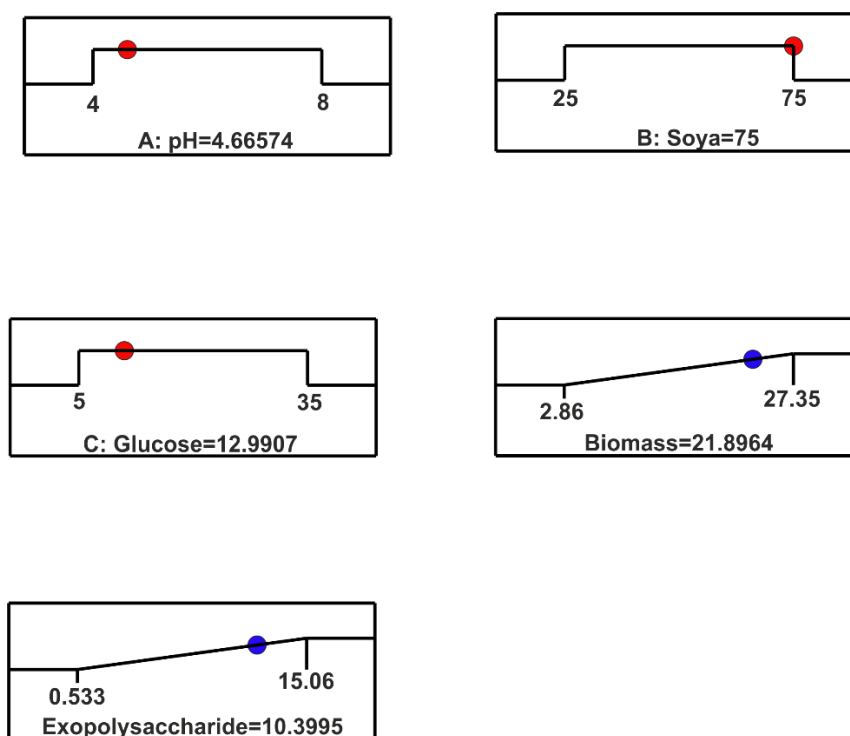 4
8
A: pH=4.66574
25
75
B: Soya=75
5
35
C: Glucose=12.9907
2.86
27.35
Biomass=21.8964
0.533
15.06
Exopolysaccharide=10.3995